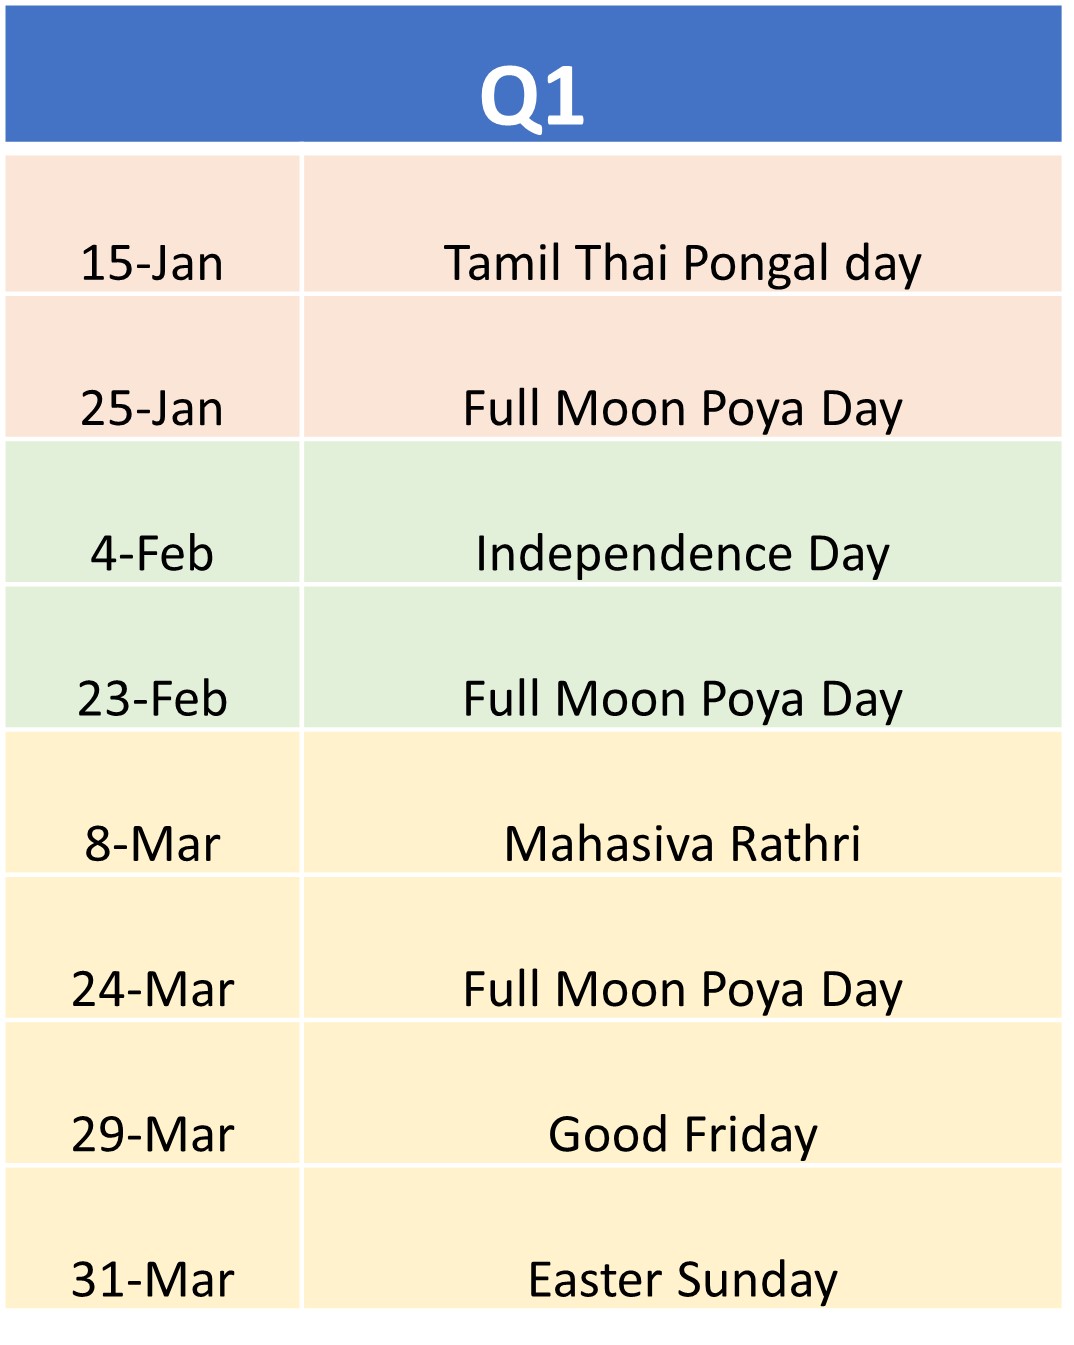 Q1
15-Jan Tamil Thai Pongal day
25-Jan Full Moon Poya Day
4-Feb Independence Day
23-Feb Full Moon Poya Day
8-Mar Mahasiva Rathri
24-Mar Full Moon Poya Day
29-Mar Good Friday
31-Mar Easter Sunday